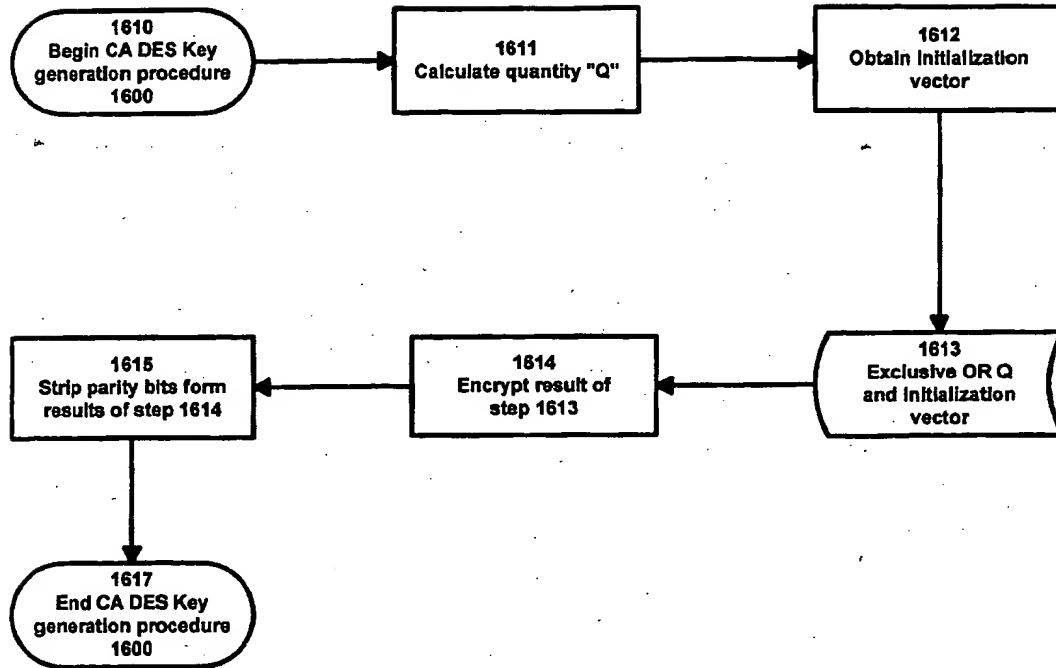 1610
Begin CA DES Key
generation procedure
1600
1611
Calculate quantity "Q"
1612
Obtain initialization
vector
1613
Exclusive OR Q
and initialization
vector
1614
Encrypt result of
step 1613
1615
Strip parity bits form
results of step 1614
1617
End CA DES Key
generation procedure
1600